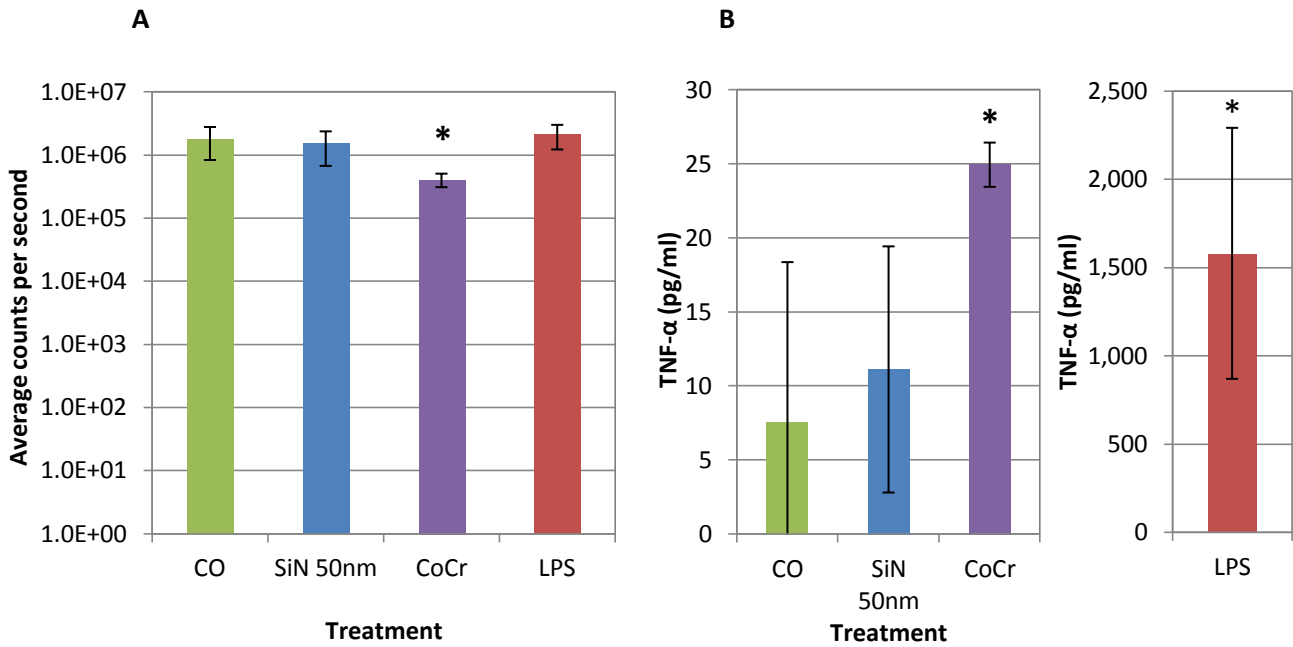 A
Average counts per second
1.0E+07
1.0E+06
1.0E+05
1.0E+04
1.0E+03
1.0E+02
1.0E+01
1.0E+00
*
CO
SiN 50nm
CoCr
LPS
Treatment
B
TNF-α (pg/ml)
30
25
20
15
10
5
0
*
CO
SiN
50nm
CoCr
Treatment
TNF-α (pg/ml)
2,500
2,000
1,500
1,000
500
0
*
LPS